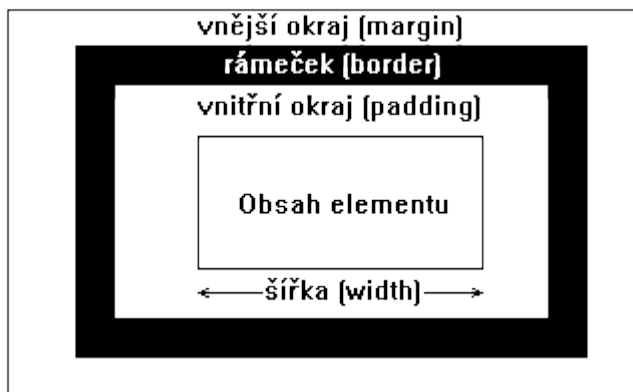 vnější okraj (margin)
rámeček (border)
vnitřní okraj (padding)
Obsah elementu
šířka (width)